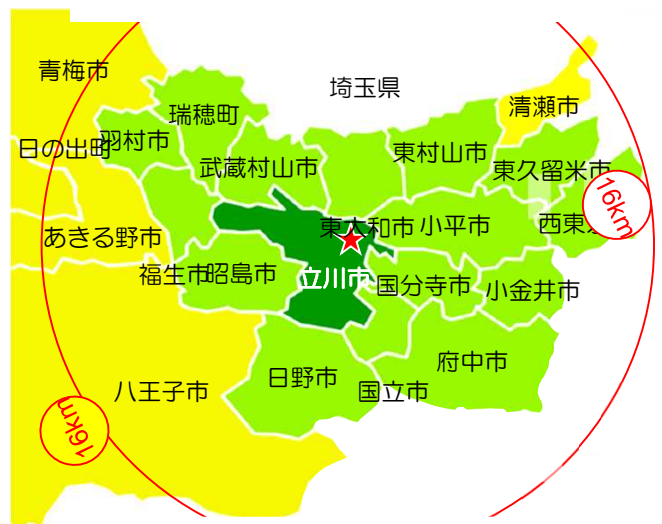 青梅市
埼玉県
清瀬市
瑞穂町
羽村市
日の出町
武蔵村山市
東村山市
東久留米市
16km
東大和市
小平市
西東
あきる野市
福生市
昭島市
立川市
国分寺市
小金井市
府中市
日野市
国立市
八王子市
16km